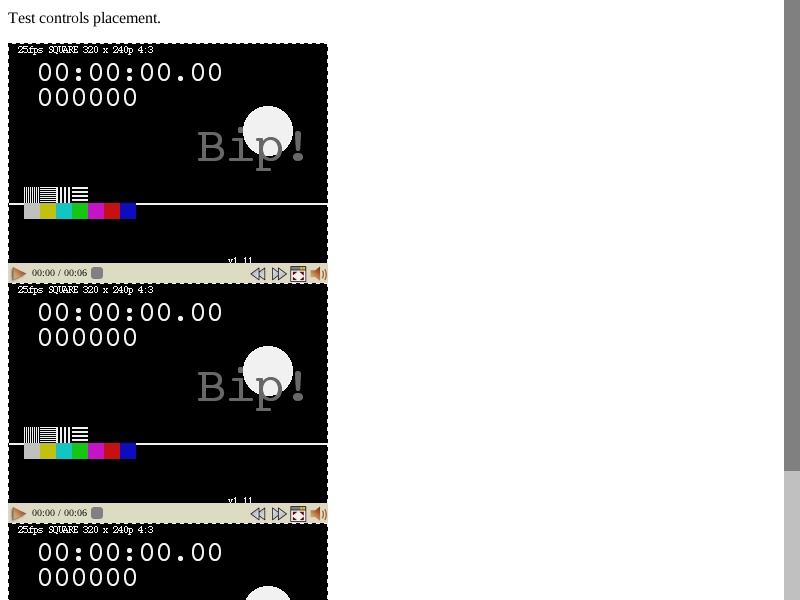 Test controls placement.
25fps SQUARE 320 x 240p 4:3
00:00:00.00
000000
Bip!
v1.11
00:00 / 00:06
25fps SQUARE 320 x 240p 4:3
00:00:00.00
000000
Bip!
v1.11
00:00 / 00:06
25fps SQUARE 320 x 240p 4:3
00:00:00.00
000000